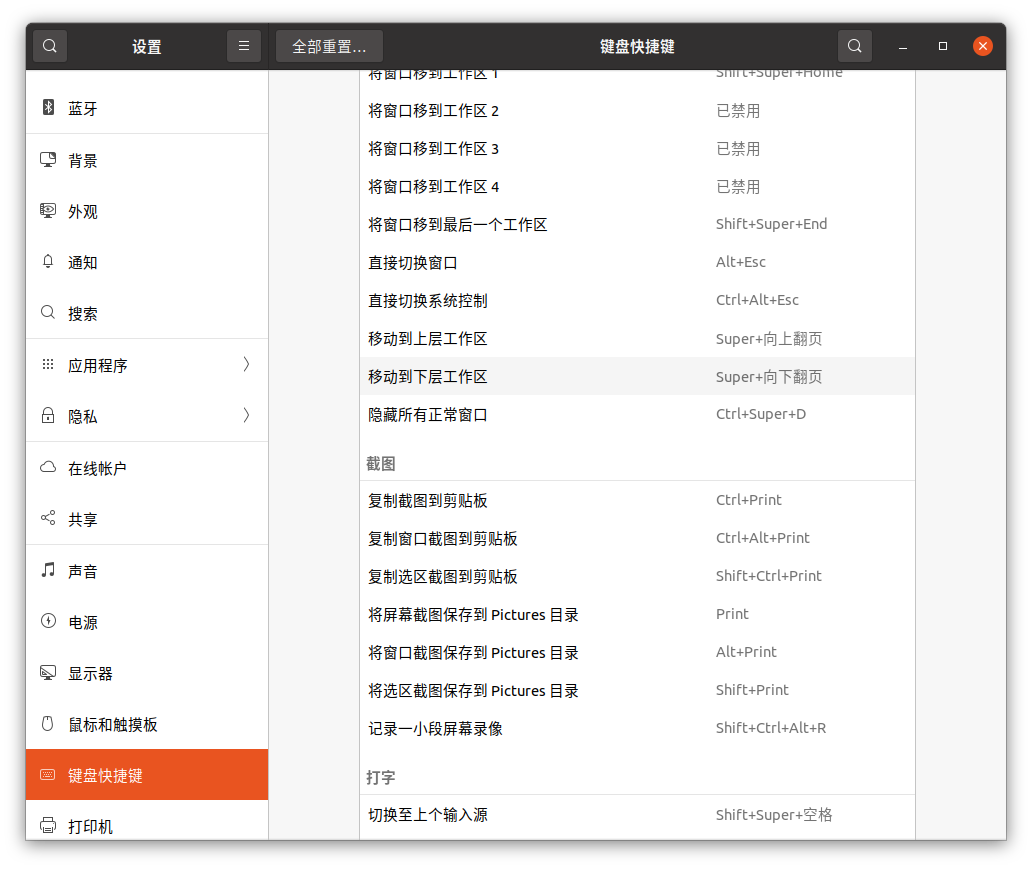 设置
全部重置…
键盘快捷键
蓝牙
背景
外观
通知
搜索
应用程序
隐私
在线帐户
共享
声音
电源
显示器
鼠标和触摸板
键盘快捷键
打印机
将窗口移到工作区 1 Shift+Super+Home
将窗口移到工作区 2 已禁用
将窗口移到工作区 3 已禁用
将窗口移到工作区 4 已禁用
将窗口移到最后一个工作区 Shift+Super+End
直接切换窗口 Alt+Esc
直接切换系统控制 Ctrl+Alt+Esc
移动到上层工作区 Super+向上翻页
移动到下层工作区 Super+向下翻页
隐藏所有正常窗口 Ctrl+Super+D
截图
复制截图到剪贴板 Ctrl+Print
复制窗口截图到剪贴板 Ctrl+Alt+Print
复制选区截图到剪贴板 Shift+Ctrl+Print
将屏幕截图保存到 Pictures 目录 Print
将窗口截图保存到 Pictures 目录 Alt+Print
将选区截图保存到 Pictures 目录 Shift+Print
记录一小段屏幕录像 Shift+Ctrl+Alt+R
打字
切换至上个输入源 Shift+Super+空格